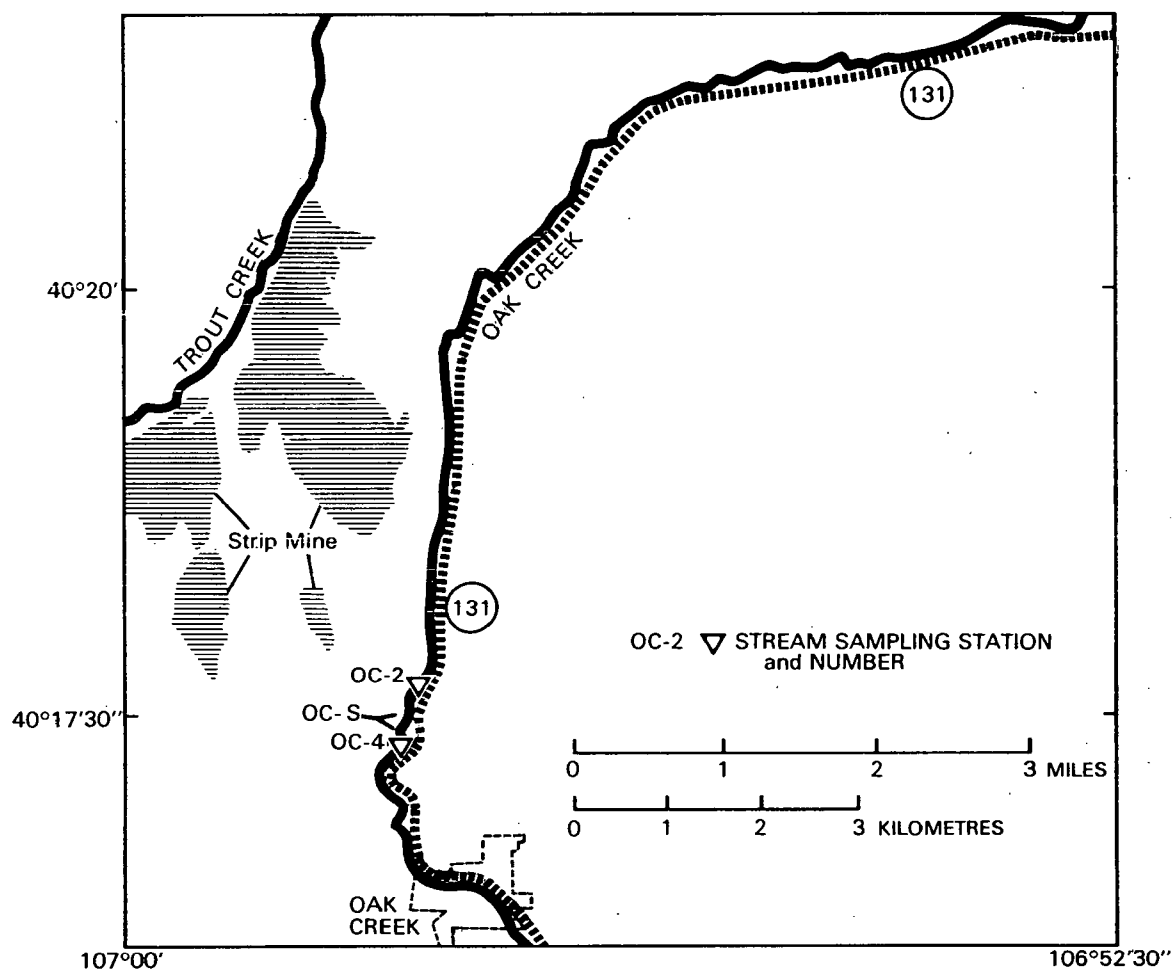 131
TROUT CREEK
40°20'
OAK CREEK
Strip Mine
131
OC-2 ▽ STREAM SAMPLING STATION
and NUMBER
OC-2
OC-S
40°17'30"
OC-4
0 1 2 3 MILES
0 1 2 3 KILOMETRES
OAK
CREEK
107°00'
106°52'30"